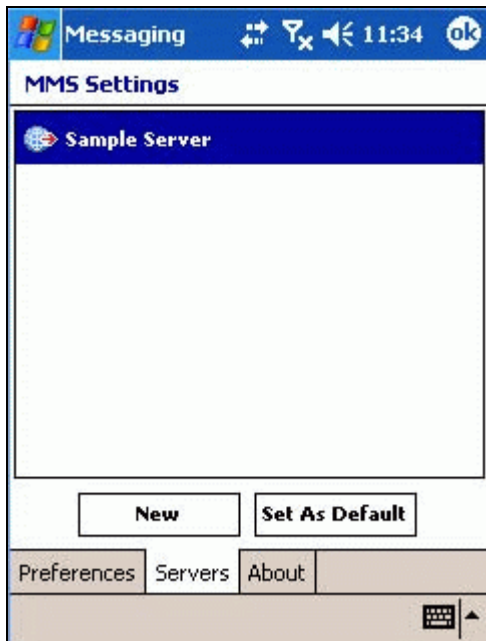 Messaging 11:34 ok
MMS Settings
Sample Server
New Set As Default
Preferences Servers About